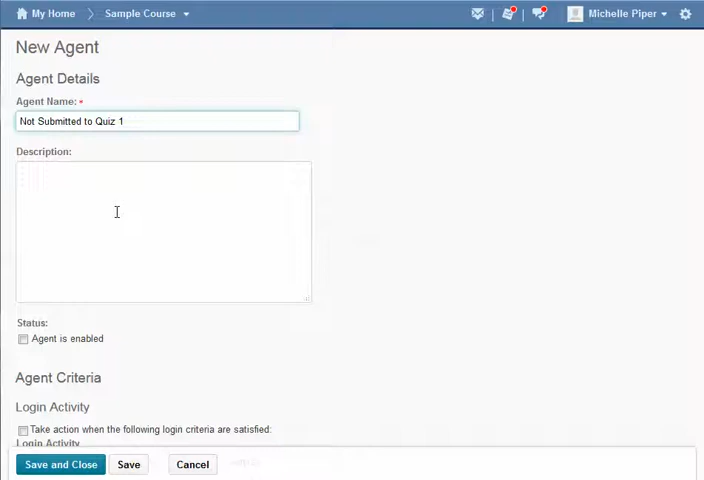 My Home Sample Course Michelle Piper
New Agent
Agent Details
Agent Name: *
Not Submitted to Quiz 1
Description:
Status:
Agent is enabled
Agent Criteria
Login Activity
Take action when the following login criteria are satisfied:
Login Activity
Save and Close Save Cancel